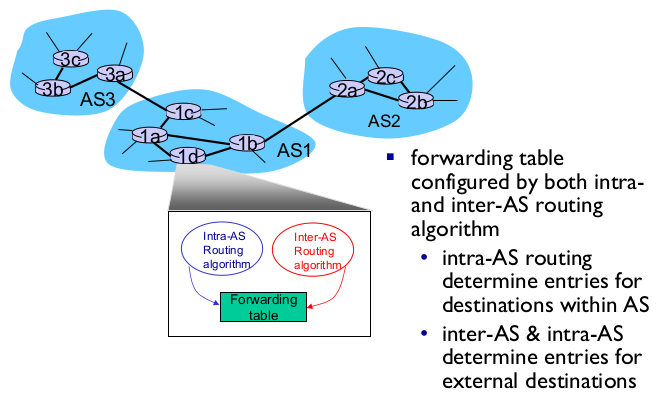 3c
3a
3b
AS3
1c
1a
1d
1b
AS1
2c
2a
2b
AS2
Intra-AS
Routing
algorithm
Inter-AS
Routing
algorithm
Forwarding
table
▪ forwarding table
configured by both intra-
and inter-AS routing
algorithm
• intra-AS routing
determine entries for
destinations within AS
• inter-AS & intra-AS
determine entries for
external destinations